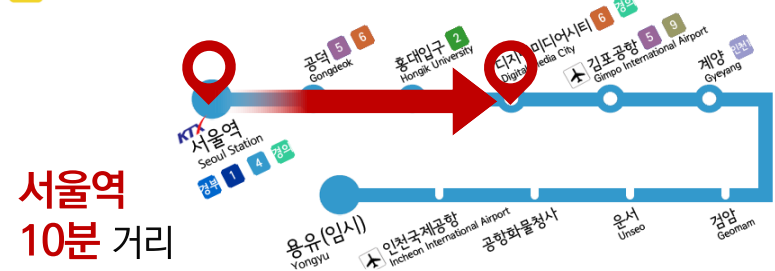 공덕 5 6
Gongdeok
홍대입구 2
Hongik University
디지털미디어시티 6 경의
Digital Media City
김포공항 5 9
Gimpo International Airport
계양 인천1
Gyeyang
KTX
서울역
Seoul Station
경부 1 4 경의
서울역
10분 거리
용유(임시)
Yongyu
인천국제공항
Incheon International Airport
공항화물청사
운서
Unseo
검암
Geomam